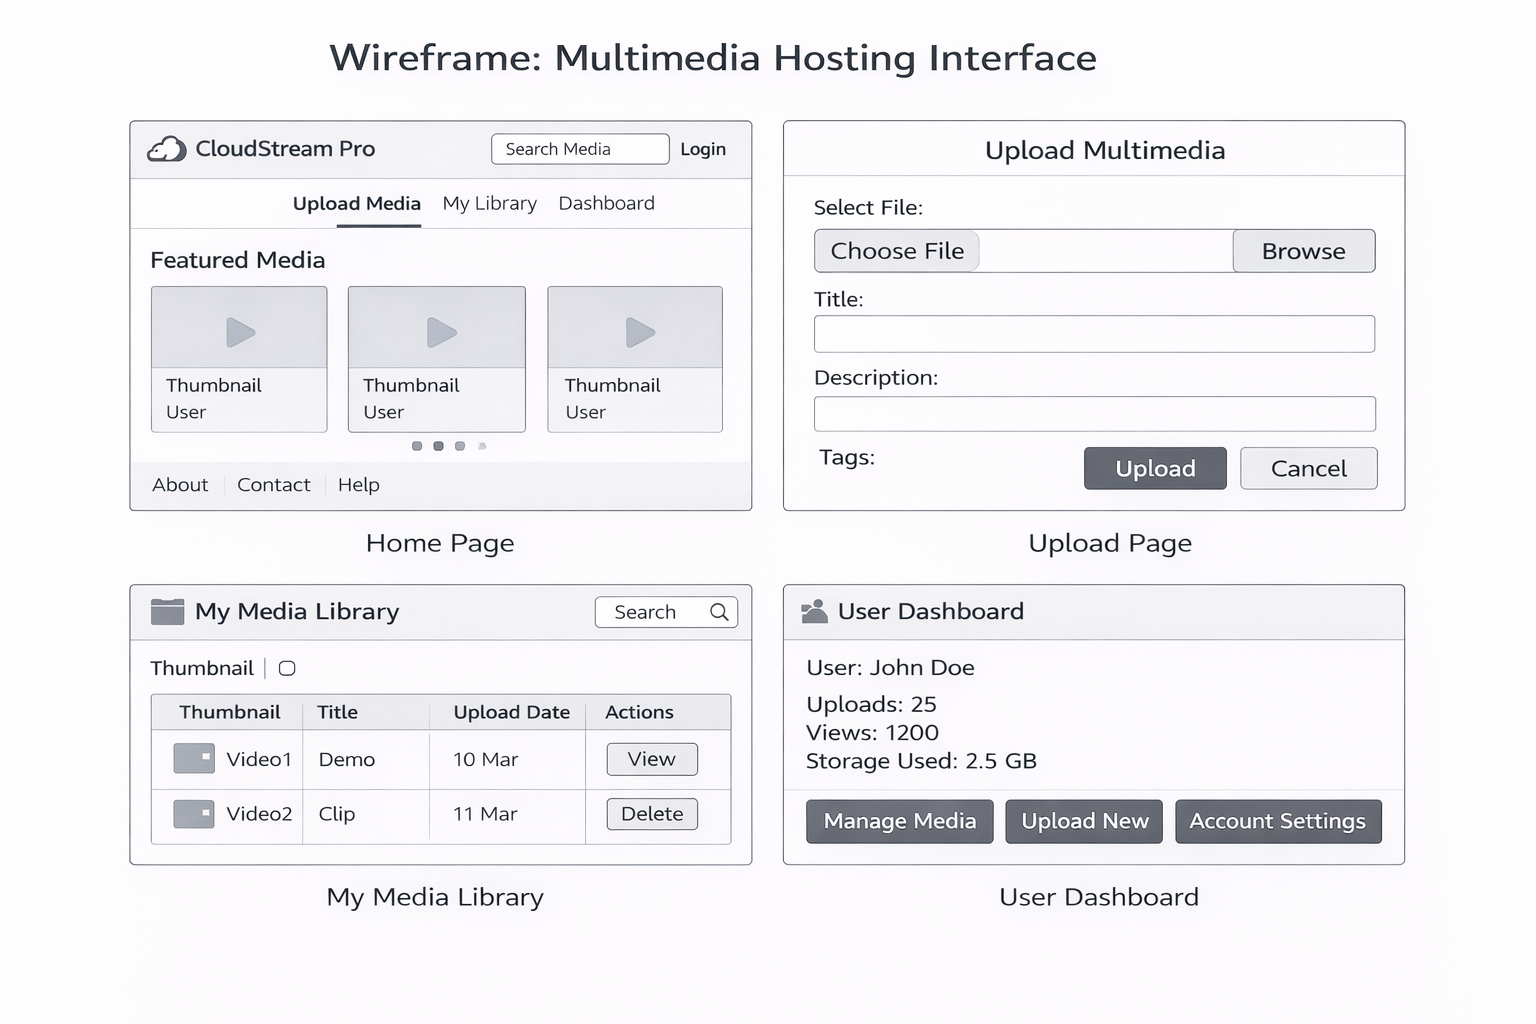 Wireframe: Multimedia Hosting Interface
CloudStream Pro
Search Media
Login
Upload Media
My Library
Dashboard
Featured Media
Thumbnail
User
Thumbnail
User
Thumbnail
User
About
Contact
Help
Home Page
Upload Multimedia
Select File:
Choose File
Browse
Title:
Description:
Tags:
Upload
Cancel
Upload Page
My Media Library
Search
Thumbnail
Thumbnail Title Upload Date Actions
Video1 Demo 10 Mar View
Video2 Clip 11 Mar Delete
My Media Library
User Dashboard
User: John Doe
Uploads: 25
Views: 1200
Storage Used: 2.5 GB
Manage Media
Upload New
Account Settings
User Dashboard